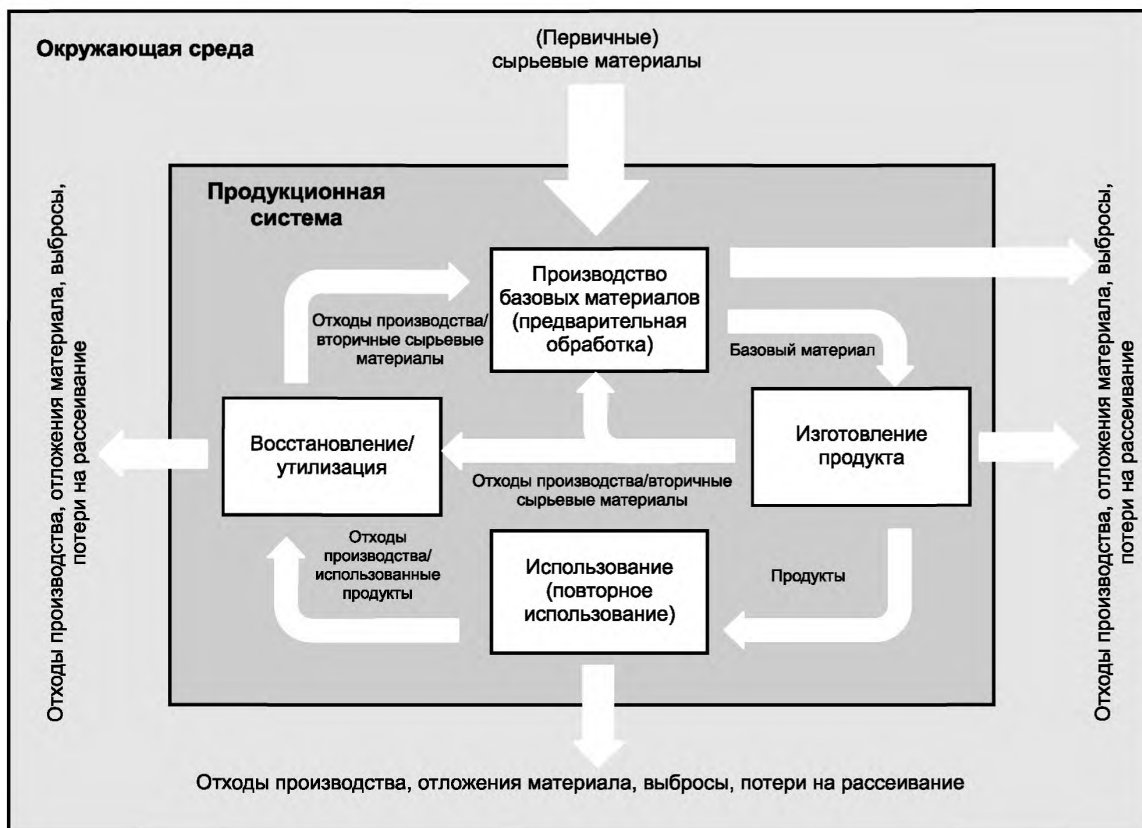 Окружающая среда
(Первичные)
сырьевые материалы
Продукционная
система
Производство
базовых материалов
(предварительная
обработка)
Отходы производства/
вторичные сырьевые
материалы
Базовый материал
Восстановление/
утилизация
Изготовление
продукта
Отходы производства/вторичные
сырьевые материалы
Отходы
производства/
использованные
продукты
Использование
(повторное
использование)
Продукты
Отходы производства, отложения материала, выбросы,
потери на рассеивание
Отходы производства, отложения материала, выбросы,
потери на рассеивание
Отходы производства, отложения материала, выбросы, потери на рассеивание